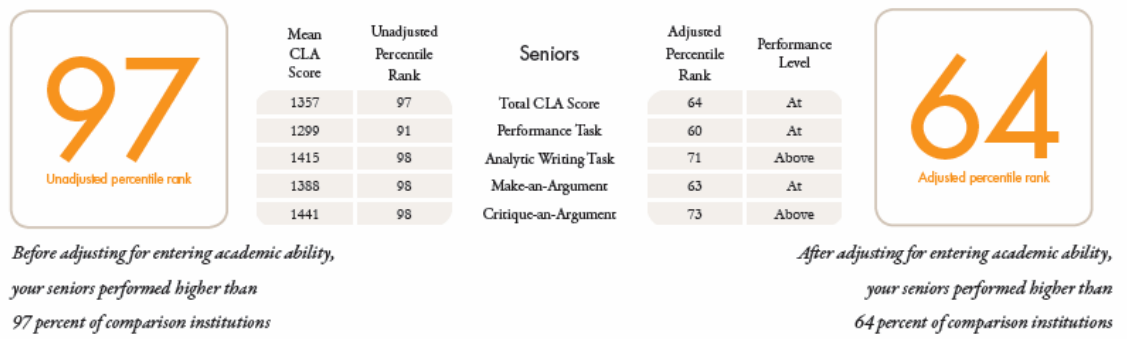 97
Unadjusted percentile rank
Mean CLA Score Unadjusted Percentile Rank Seniors Adjusted Percentile Rank Performance Level
1357 97 Total CLA Score 64 At
1299 91 Performance Task 60 At
1415 98 Analytic Writing Task 71 Above
1388 98 Make-an-Argument 63 At
1441 98 Critique-an-Argument 73 Above
64
Adjusted percentile rank
Before adjusting for entering academic ability,
your seniors performed higher than
97 percent of comparison institutions
After adjusting for entering academic ability,
your seniors performed higher than
64 percent of comparison institutions